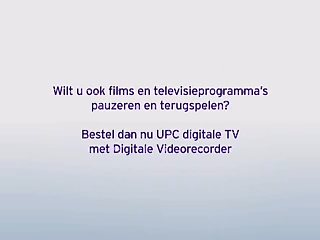 Wilt u ook films en televisieprogramma's
pauzeren en terugspelen?
Bestel dan nu UPC digitale TV
met Digitale Videorecorder